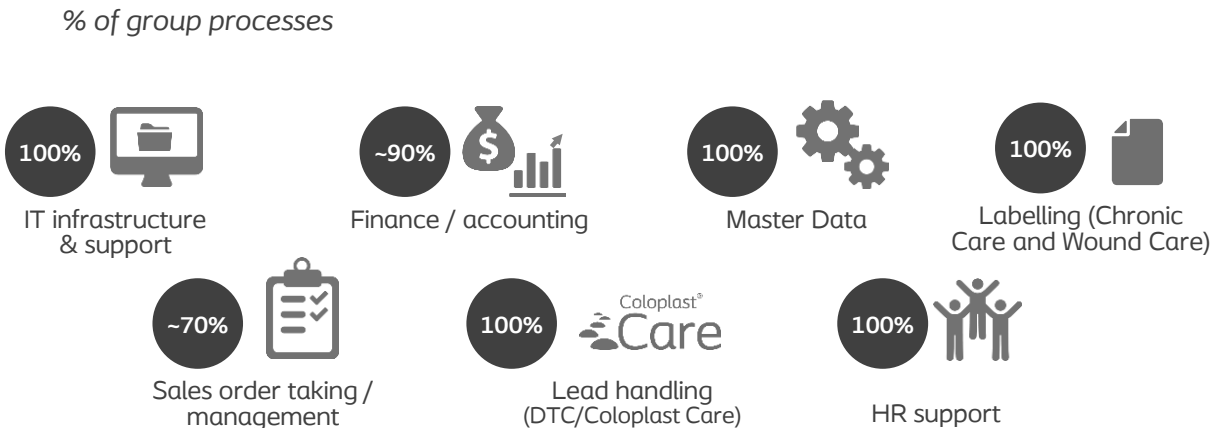 % of group processes
100%
IT infrastructure
& support
~90%
$
Finance / accounting
100%
Master Data
100%
Labelling (Chronic
Care and Wound Care)
~70%
Sales order taking /
management
100%
Coloplast®
Care
Lead handling
(DTC/Coloplast Care)
100%
HR support